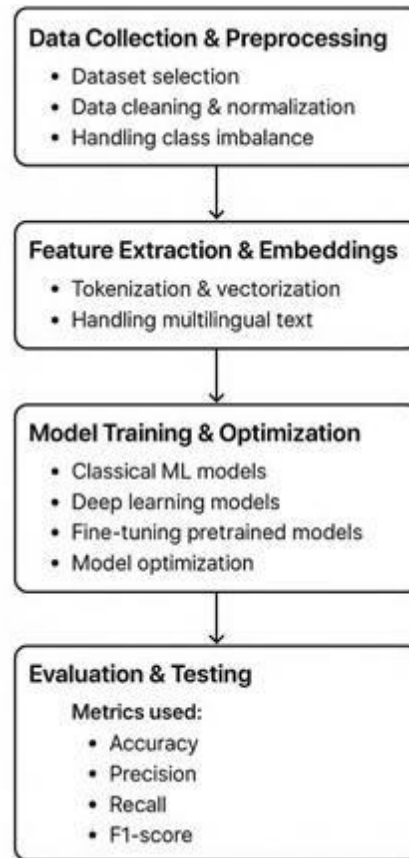 Data Collection & Preprocessing
• Dataset selection
• Data cleaning & normalization
• Handling class imbalance
Feature Extraction & Embeddings
• Tokenization & vectorization
• Handling multilingual text
Model Training & Optimization
• Classical ML models
• Deep learning models
• Fine-tuning pretrained models
• Model optimization
Evaluation & Testing
Metrics used:
• Accuracy
• Precision
• Recall
• F1-score